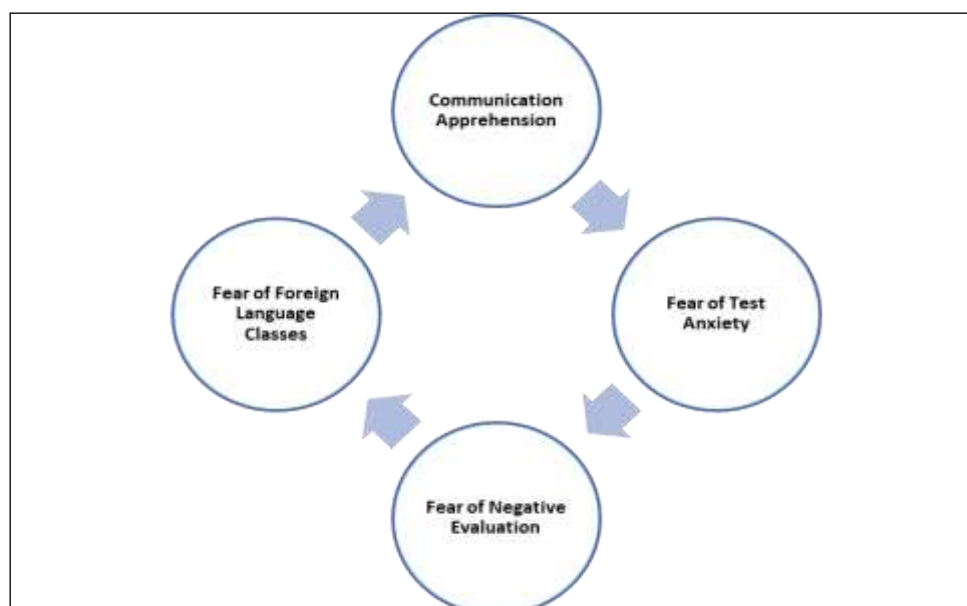 Communication
Apprehension
Fear of Foreign
Language
Classes
Fear of Test
Anxiety
Fear of Negative
Evaluation